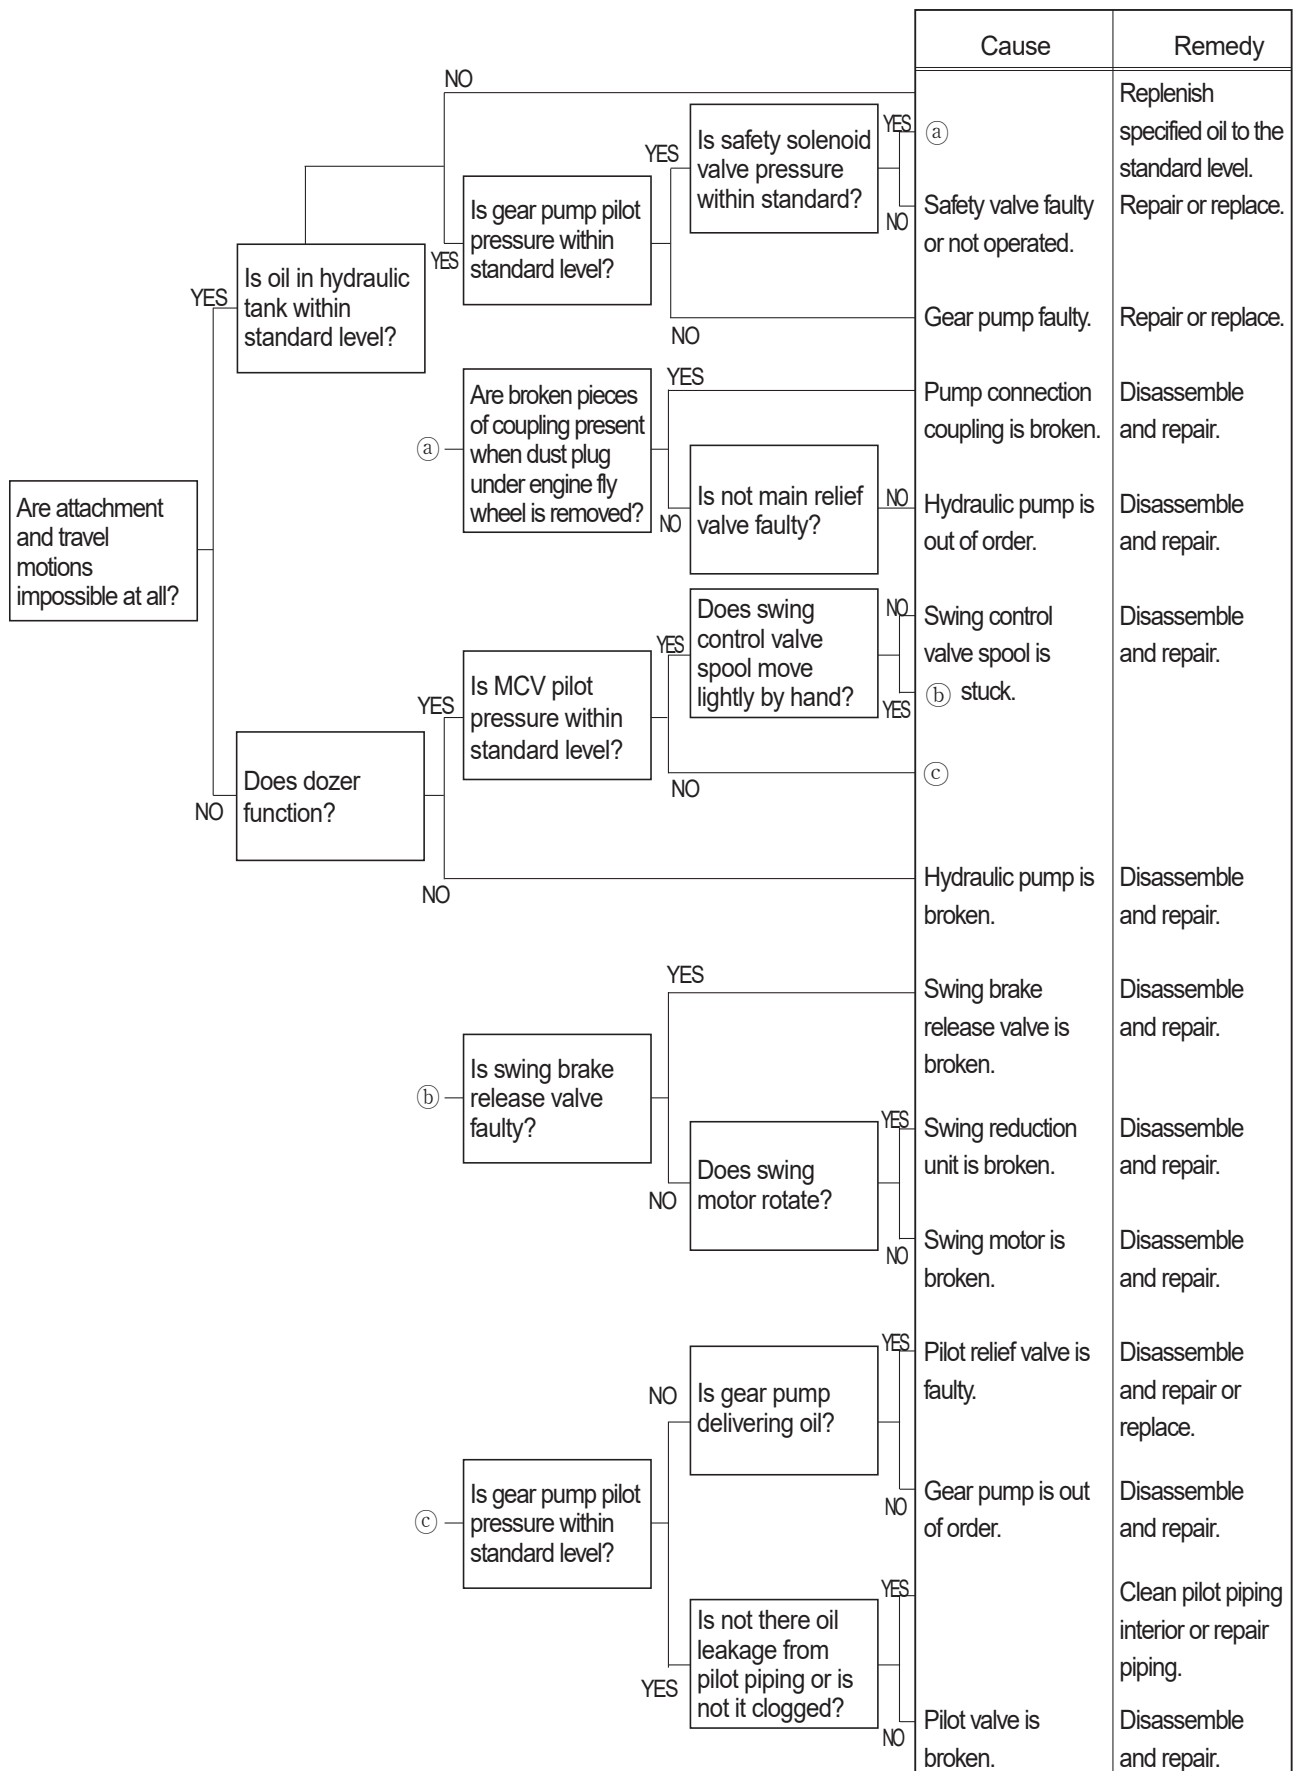 Cause
Remedy
NO
Replenish
specified oil to the
standard level.
YES
Is safety solenoid
valve pressure
within standard?
YES
ⓐ
NO
Safety valve faulty
or not operated.
Repair or replace.
Is gear pump pilot
pressure within
standard level?
YES
NO
Gear pump faulty.
Repair or replace.
YES
Is oil in hydraulic
tank within
standard level?
ⓐ
Are broken pieces
of coupling present
when dust plug
under engine fly
wheel is removed?
YES
Pump connection
coupling is broken.
Disassemble
and repair.
NO
Is not main relief
valve faulty?
NO
Hydraulic pump is
out of order.
Disassemble
and repair.
Are attachment
and travel
motions
impossible at all?
Does swing
control valve
spool move
lightly by hand?
NO
Swing control
valve spool is
stuck.
Disassemble
and repair.
YES
ⓑ
YES
Is MCV pilot
pressure within
standard level?
YES
NO
ⓒ
NO
Does dozer
function?
NO
Hydraulic pump is
broken.
Disassemble
and repair.
ⓑ
Is swing brake
release valve
faulty?
YES
Swing brake
release valve is
broken.
Disassemble
and repair.
NO
Does swing
motor rotate?
YES
Swing reduction
unit is broken.
Disassemble
and repair.
NO
Swing motor is
broken.
Disassemble
and repair.
ⓒ
Is gear pump pilot
pressure within
standard level?
NO
Is gear pump
delivering oil?
YES
Pilot relief valve is
faulty.
Disassemble
and repair or
replace.
NO
Gear pump is out
of order.
Disassemble
and repair.
YES
Is not there oil
leakage from
pilot piping or is
not it clogged?
YES
Clean pilot piping
interior or repair
piping.
NO
Pilot valve is
broken.
Disassemble
and repair.